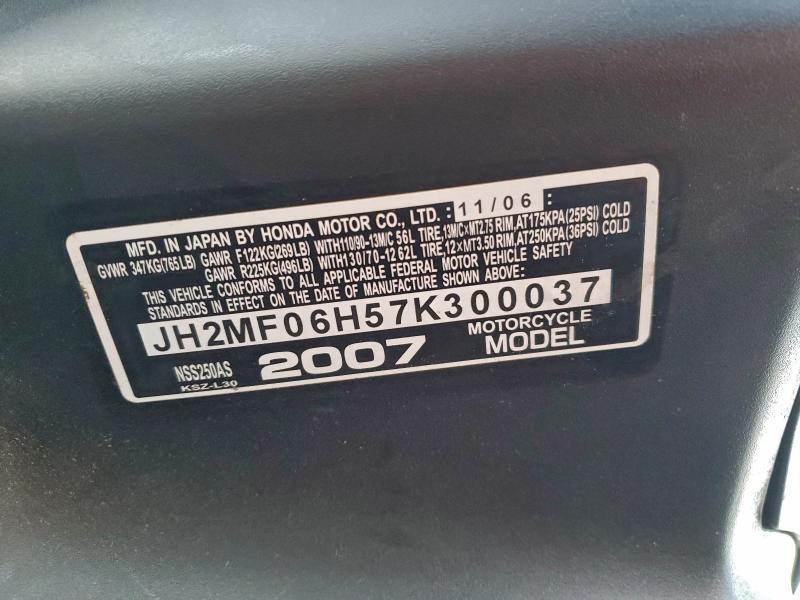 MFD. IN JAPAN BY HONDA MOTOR CO., LTD.: 11/06 :
GVWR 347KG(765LB) GAWR F122KG(269LB) WITH110/90-13M/C 56L TIRE,13M/C×MT2.75 RIM,AT175KPA(25PSI) COLD
GAWR R225KG(496LB) WITH130/70-12 62L TIRE,12×MT3.50 RIM,AT250KPA(36PSI) COLD
THIS VEHICLE CONFORMS TO ALL APPLICABLE FEDERAL MOTOR VEHICLE SAFETY
STANDARDS IN EFFECT ON THE DATE OF MANUFACTURE SHOWN ABOVE:
JH2MF06H57K300037
NSS250AS 2007 MOTORCYCLE
KSZ-L30 MODEL